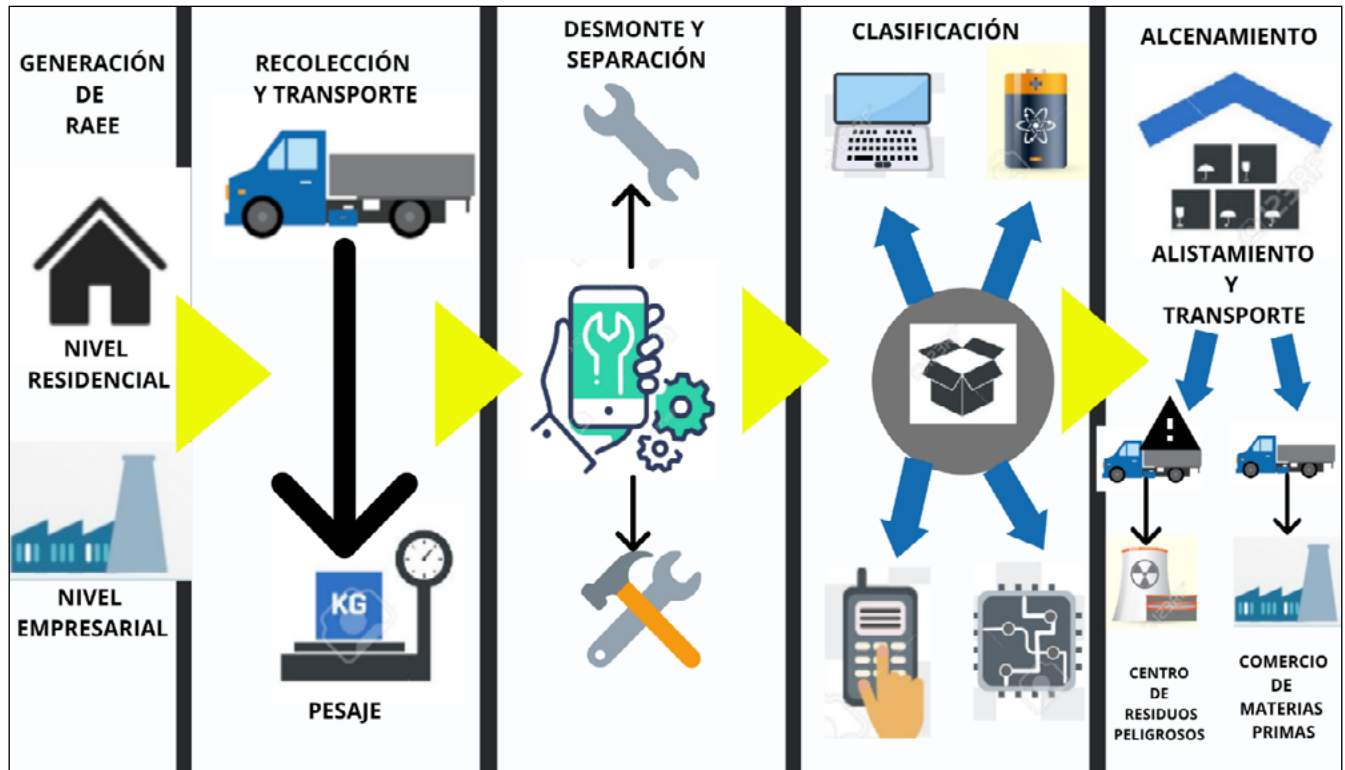 GENERACIÓN
DE
RAEE
NIVEL
RESIDENCIAL
NIVEL
EMPRESARIAL
RECOLECCIÓN
Y TRANSPORTE
KG
PESAJE
DESMONTE Y
SEPARACIÓN
CLASIFICACIÓN
ALCENAMIENTO
ALISTAMIENTO
Y
TRANSPORTE
CENTRO
DE
RESIDUOS
PELIGROSOS
COMERCIO
DE
MATERIAS
PRIMAS